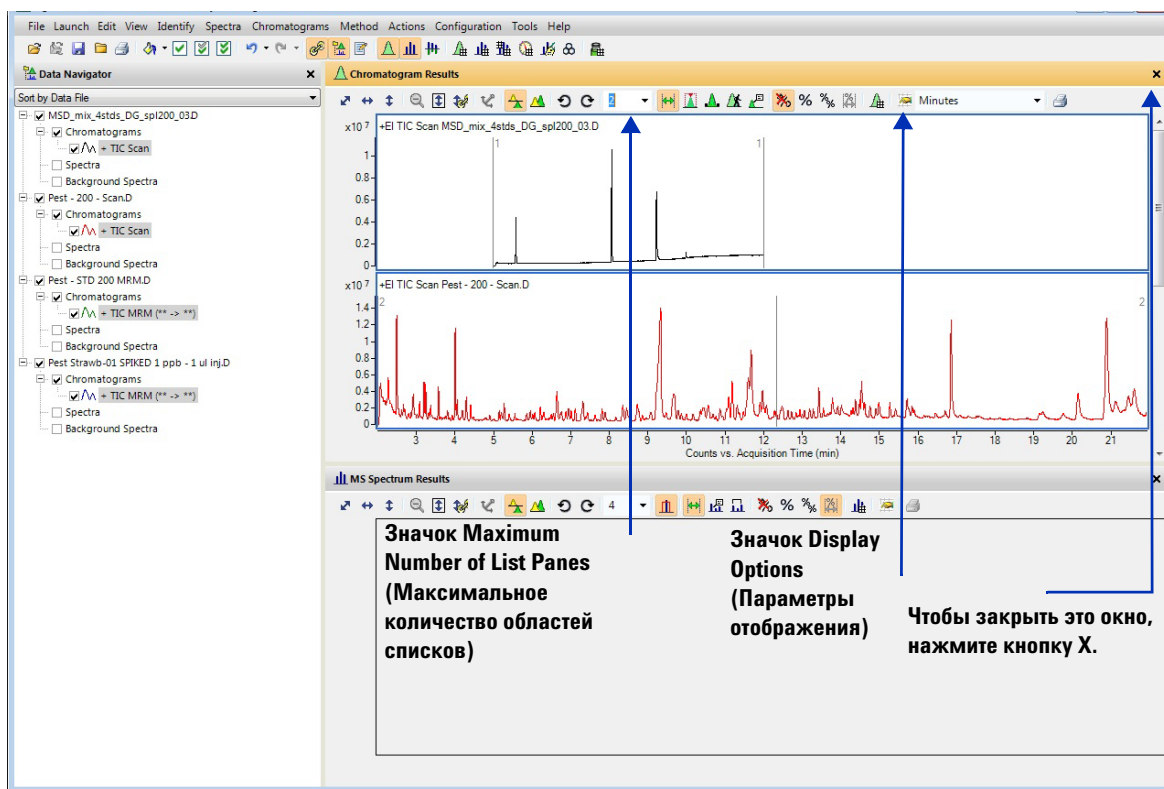 File Launch Edit View Identify Spectra Chromatograms Method Actions Configuration Tools Help
Data Navigator
Sort by Data File
MSD_mix_4stds_DG_spl200_03.D
Chromatograms
+ TIC Scan
Spectra
Background Spectra
Pest - 200 - Scan.D
Chromatograms
+ TIC Scan
Spectra
Background Spectra
Pest - STD 200 MRM.D
Chromatograms
+ TIC MRM (** -> **)
Spectra
Background Spectra
Pest Strawb-01 SPIKED 1 ppb - 1 ul inj.D
Chromatograms
+ TIC MRM (** -> **)
Spectra
Background Spectra
Chromatogram Results
2 Minutes
x10 7 +EI TIC Scan MSD_mix_4stds_DG_spl200_03.D
1 1
1
0.8
0.6
0.4
0.2
0
x10 7 +EI TIC Scan Pest - 200 - Scan.D
2 2
1.4
1.2
1
0.8
0.6
0.4
0.2
0
3 4 5 6 7 8 9 10 11 12 13 14 15 16 17 18 19 20 21
Counts vs. Acquisition Time (min)
MS Spectrum Results
4
Значок Maximum
Number of List Panes
(Максимальное
количество областей
списков)
Значок Display
Options
(Параметры
отображения)
Чтобы закрыть это окно,
нажмите кнопку X.